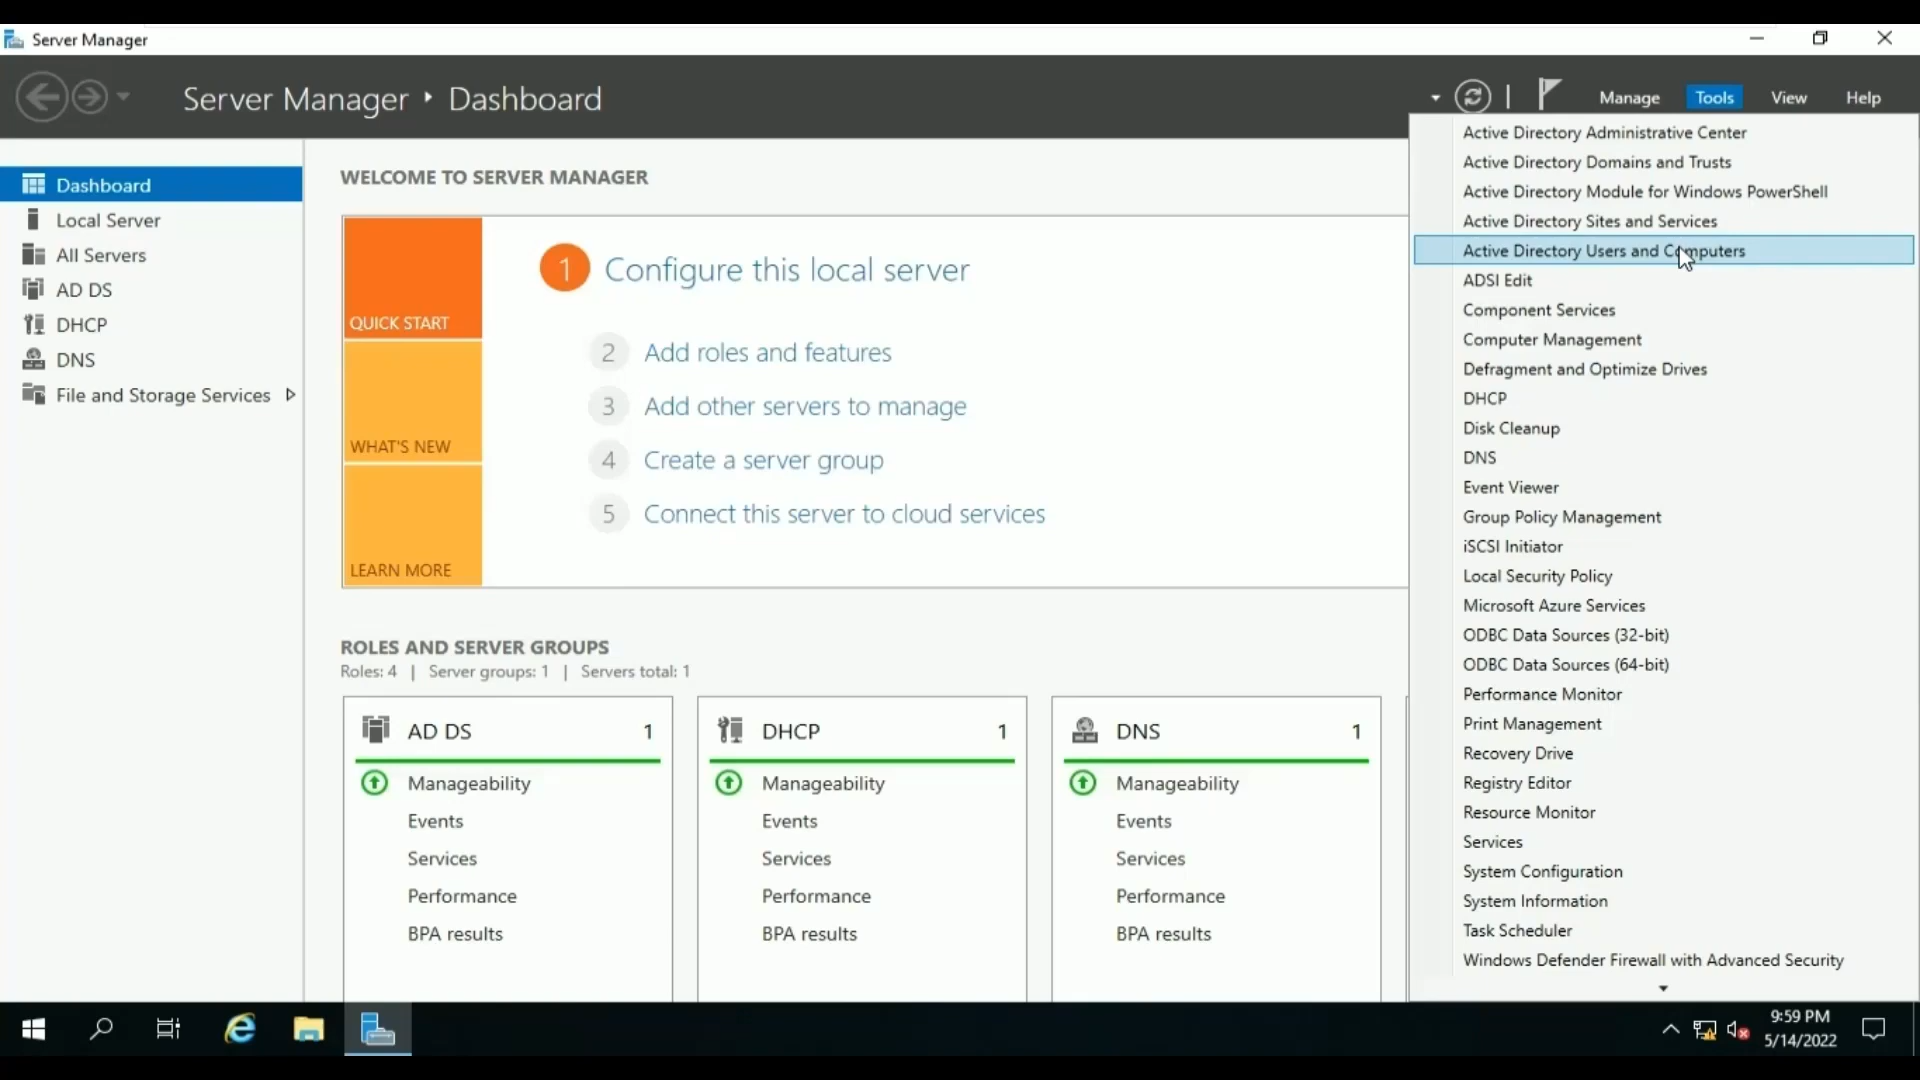 Server Manager
Server Manager ‣ Dashboard
Manage
Tools
View
Help
Dashboard
Local Server
All Servers
AD DS
DHCP
DNS
File and Storage Services
WELCOME TO SERVER MANAGER
QUICK START
WHAT'S NEW
LEARN MORE
1 Configure this local server
2 Add roles and features
3 Add other servers to manage
4 Create a server group
5 Connect this server to cloud services
ROLES AND SERVER GROUPS
Roles: 4 | Server groups: 1 | Servers total: 1
AD DS 1
Manageability
Events
Services
Performance
BPA results
DHCP 1
Manageability
Events
Services
Performance
BPA results
DNS 1
Manageability
Events
Services
Performance
BPA results
Active Directory Administrative Center
Active Directory Domains and Trusts
Active Directory Module for Windows PowerShell
Active Directory Sites and Services
Active Directory Users and Computers
ADSI Edit
Component Services
Computer Management
Defragment and Optimize Drives
DHCP
Disk Cleanup
DNS
Event Viewer
Group Policy Management
iSCSI Initiator
Local Security Policy
Microsoft Azure Services
ODBC Data Sources (32-bit)
ODBC Data Sources (64-bit)
Performance Monitor
Print Management
Recovery Drive
Registry Editor
Resource Monitor
Services
System Configuration
System Information
Task Scheduler
Windows Defender Firewall with Advanced Security
9:59 PM
5/14/2022